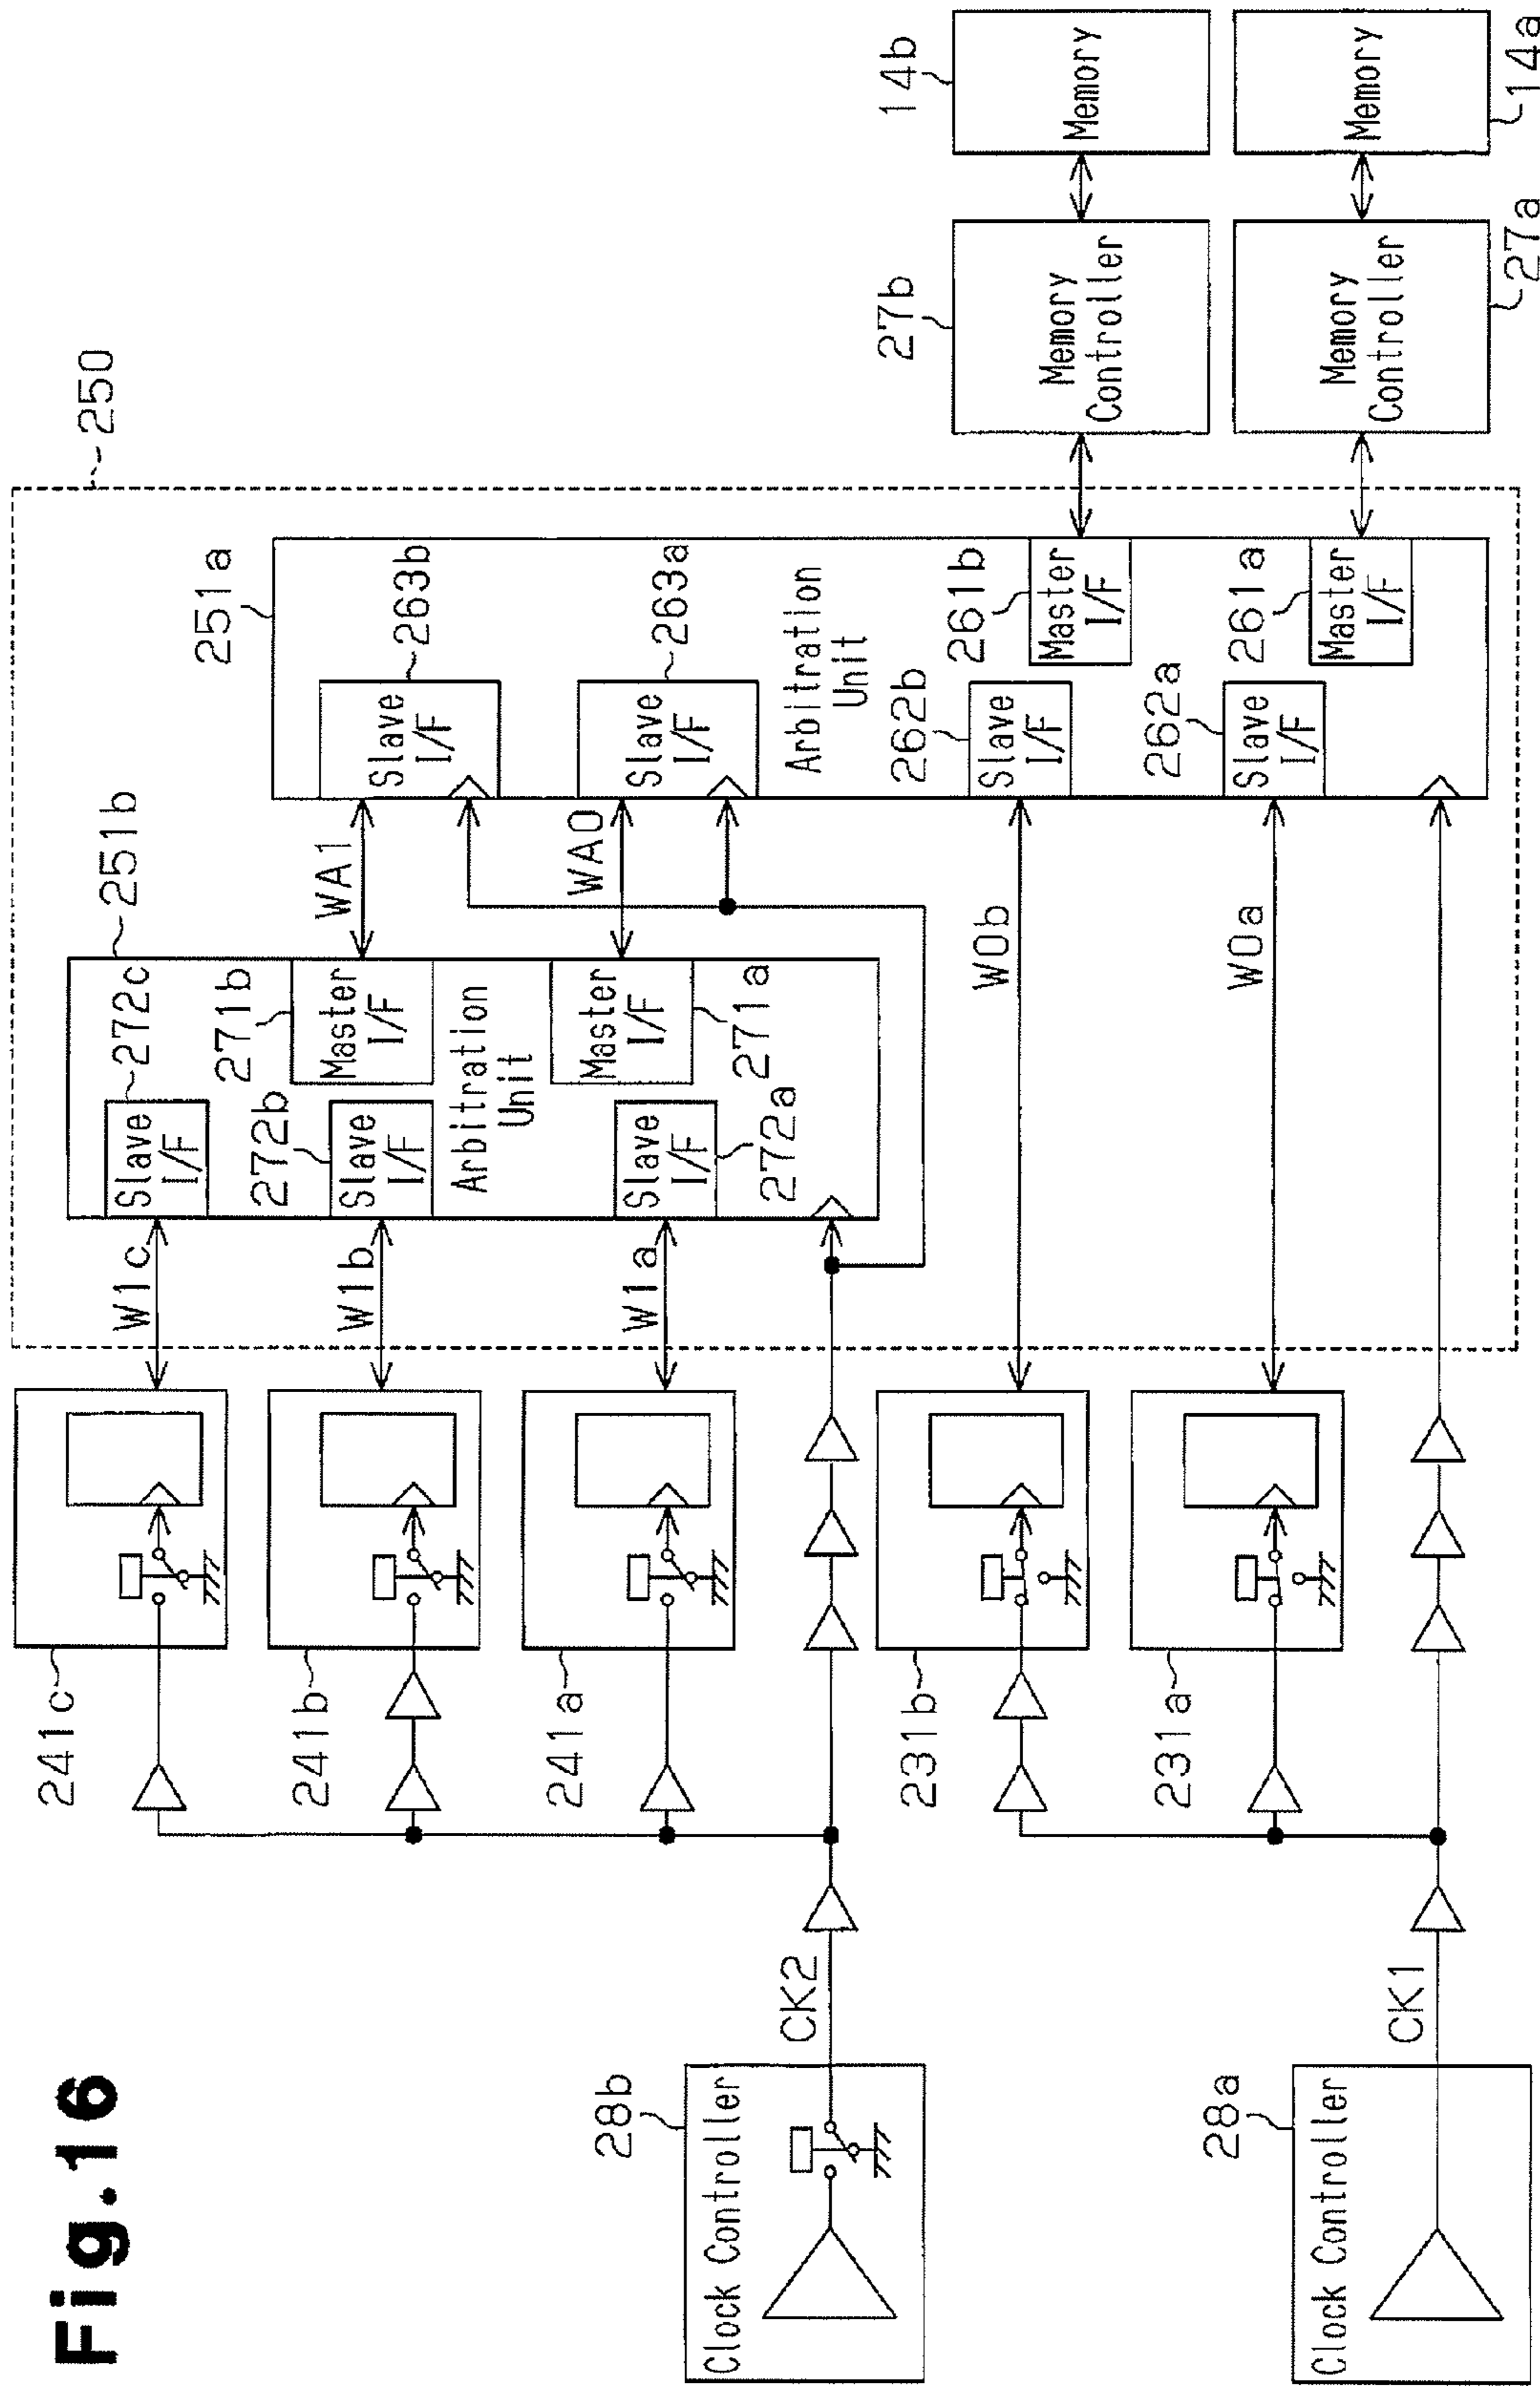 Fig.16
250
251a
251b
272c
Slave
I/F
W1c
241c
271b
Master
I/F
WA1
263b
Slave
I/F
272b
Slave
I/F
W1b
241b
Arbitration
Unit
271a
Master
I/F
WA0
263a
Slave
I/F
272a
Slave
I/F
W1a
241a
Arbitration
Unit
28b
Clock Controller
CK2
231b
W0b
262b
Slave
I/F
261b
Master
I/F
27b
Memory
Controller
14b
Memory
231a
W0a
262a
Slave
I/F
261a
Master
I/F
27a
Memory
Controller
14a
Memory
28a
Clock Controller
CK1